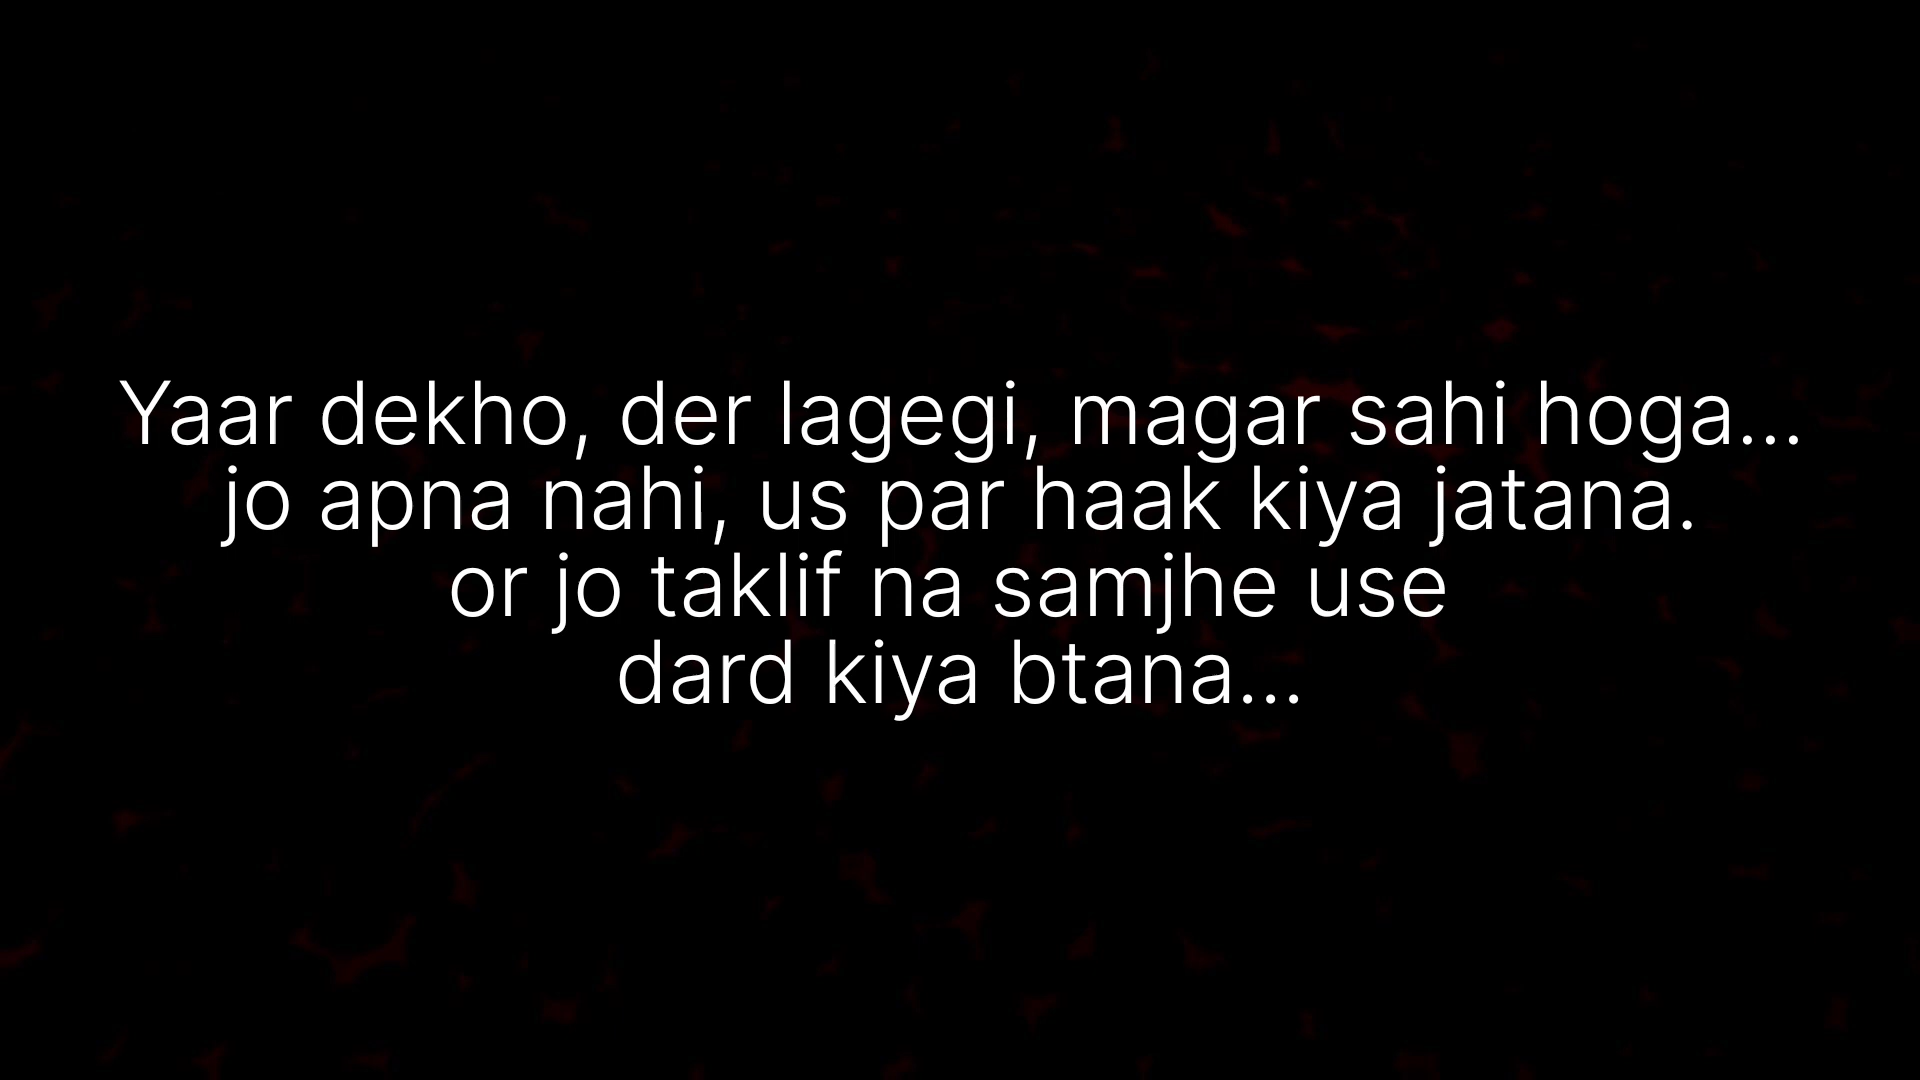 Yaar dekho, der lagegi, magar sahi hoga...
jo apna nahi, us par haak kiya jatana.
or jo taklif na samjhe use
dard kiya btana...